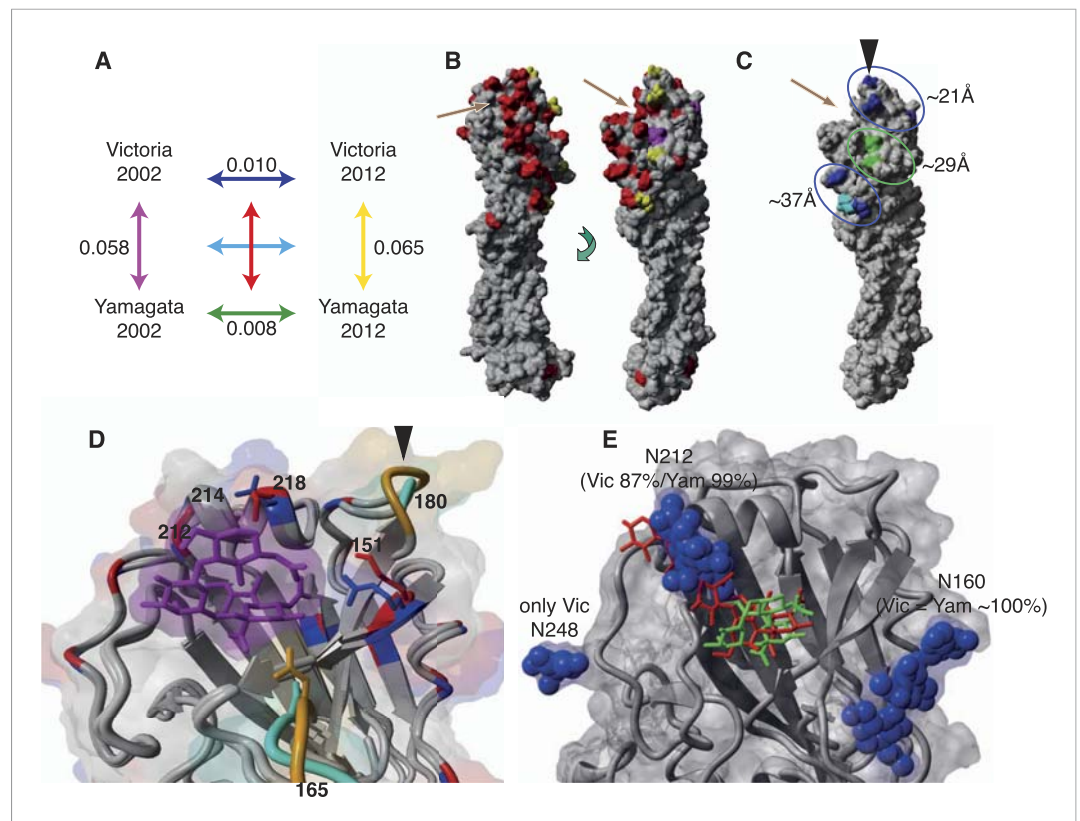 A
B
C
Victoria
2002
0.010
Victoria
2012
0.058
0.065
Yamagata
2002
0.008
Yamagata
2012
~21Å
~29Å
~37Å
D
218
214
212
180
151
165
E
N212
(Vic 87%/Yam 99%)
only Vic
N248
N160
(Vic = Yam ~100%)